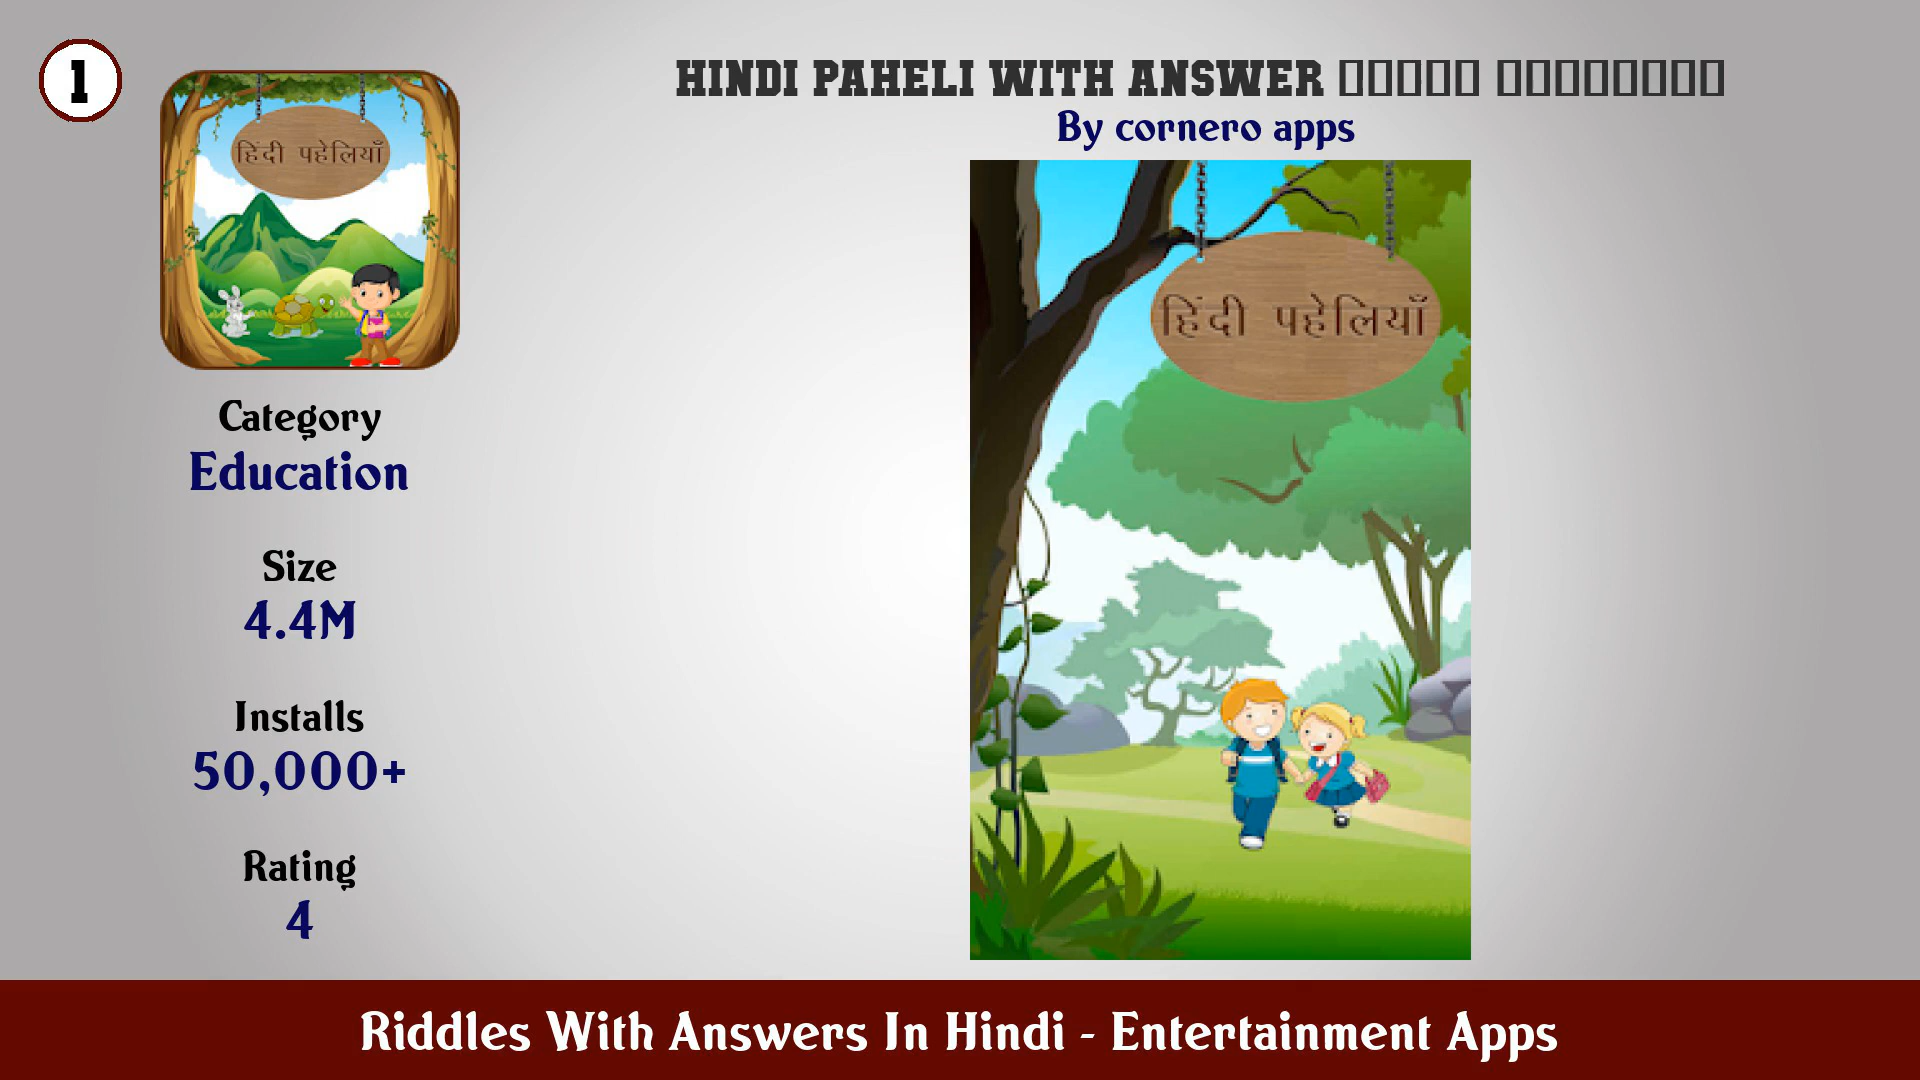 1
हिंदी पहेलियाँ
HINDI PAHELI WITH ANSWER
By cornero apps
हिंदी पहेलियाँ
Category
Education
Size
4.4M
Installs
50,000+
Rating
4
Riddles With Answers In Hindi - Entertainment Apps